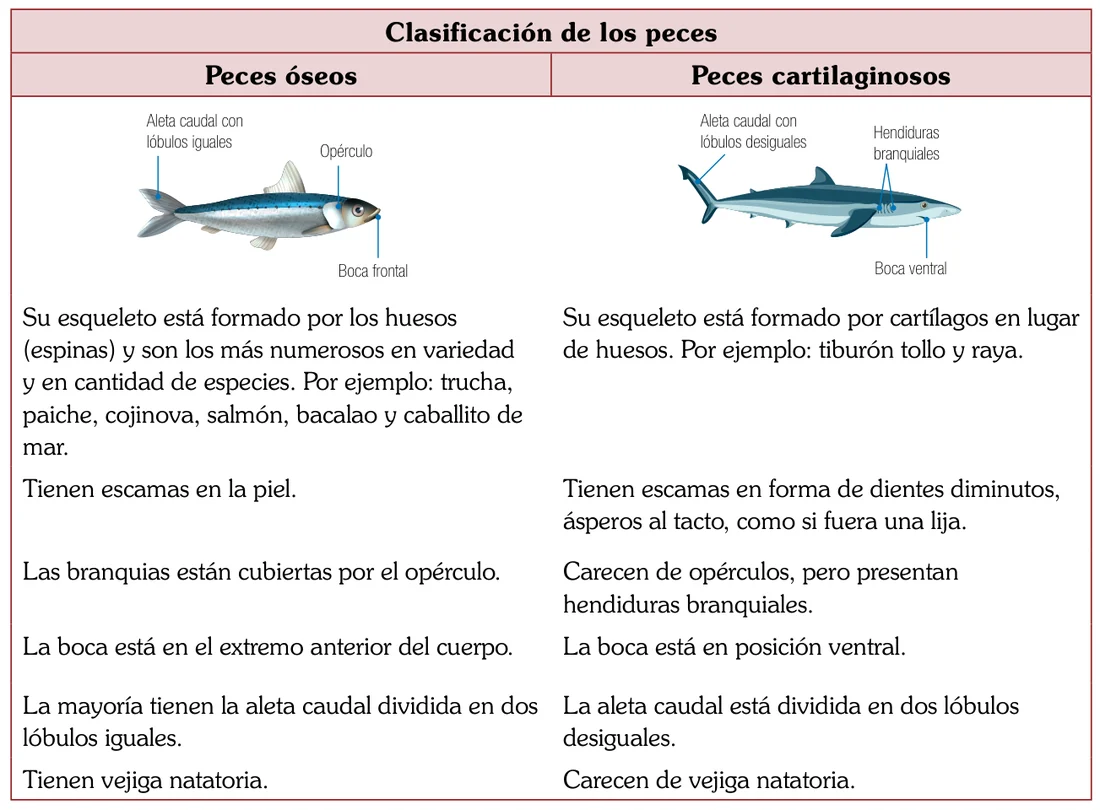 Clasificación de los peces
Peces óseos
Peces cartilaginosos
Aleta caudal con
lóbulos iguales
Opérculo
Boca frontal
Aleta caudal con
lóbulos desiguales
Hendiduras
branquiales
Boca ventral
Su esqueleto está formado por los huesos
(espinas) y son los más numerosos en variedad
y en cantidad de especies. Por ejemplo: trucha,
paiche, cojinova, salmón, bacalao y caballito de
mar.
Su esqueleto está formado por cartílagos en lugar
de huesos. Por ejemplo: tiburón tollo y raya.
Tienen escamas en la piel.
Tienen escamas en forma de dientes diminutos,
ásperos al tacto, como si fuera una lija.
Las branquias están cubiertas por el opérculo.
Carecen de opérculos, pero presentan
hendiduras branquiales.
La boca está en el extremo anterior del cuerpo.
La boca está en posición ventral.
La mayoría tienen la aleta caudal dividida en dos
lóbulos iguales.
La aleta caudal está dividida en dos lóbulos
desiguales.
Tienen vejiga natatoria.
Carecen de vejiga natatoria.